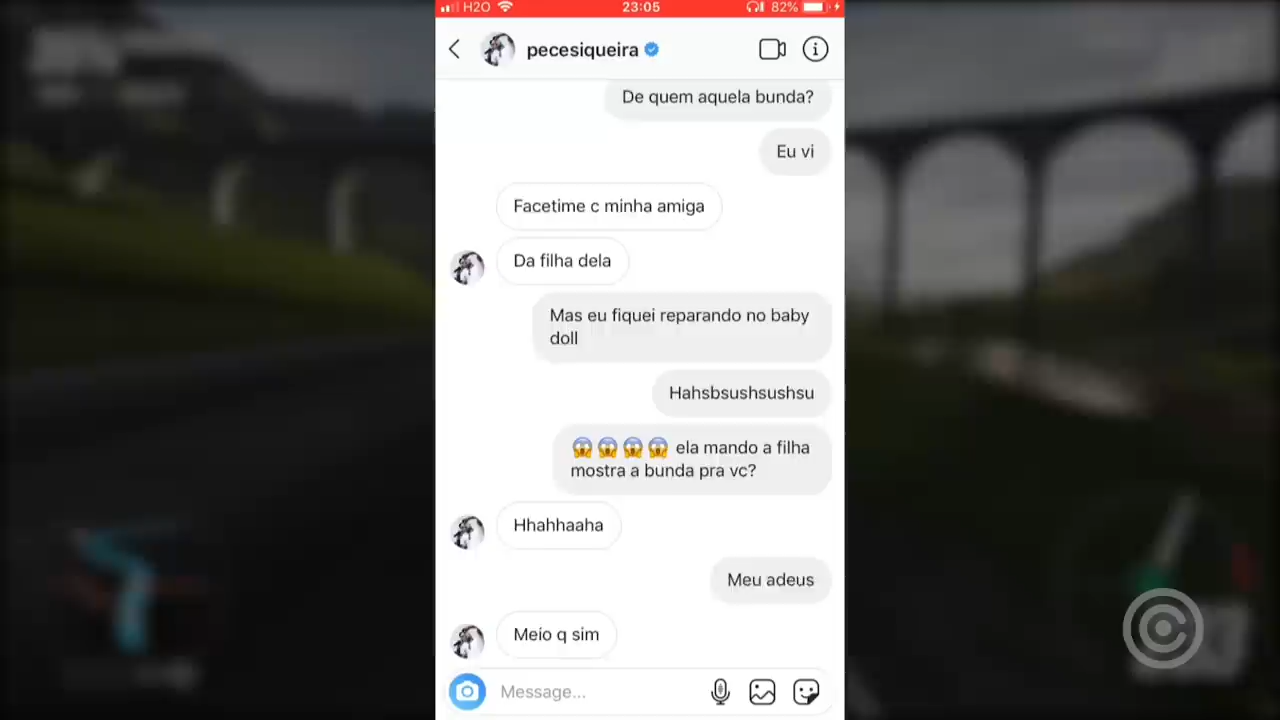 H2O
23:05
82%
pecesiqueira
De quem aquela bunda?
Eu vi
Facetime c minha amiga
Da filha dela
Mas eu fiquei reparando no baby
doll
Hahsbsushsushsu
😱😱😱😱 ela mando a filha
mostra a bunda pra vc?
Hhahhaaha
Meu adeus
Meio q sim
Message...